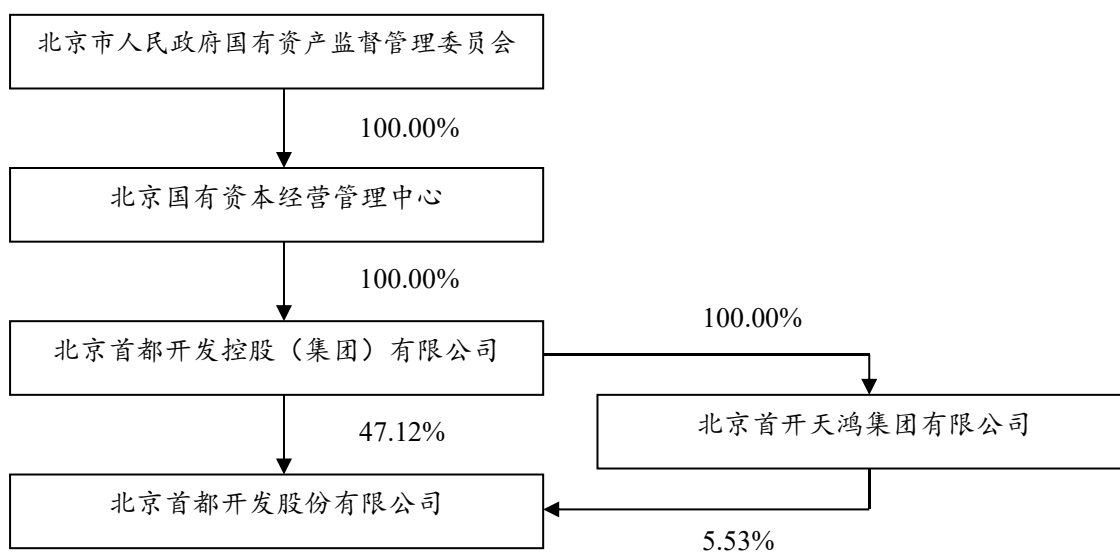 北京市人民政府国有资产监督管理委员会
100.00%
北京国有资本经营管理中心
100.00%
100.00%
北京首都开发控股（集团）有限公司
北京首开天鸿集团有限公司
47.12%
北京首都开发股份有限公司
5.53%